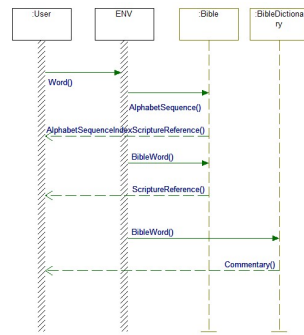 :User
ENV
:Bible
:BibleDictiona
ry
Word()
AlphabetSequence()
AlphabetSequenceIndexScriptureReference()
BibleWord()
ScriptureReference()
BibleWord()
Commentary()